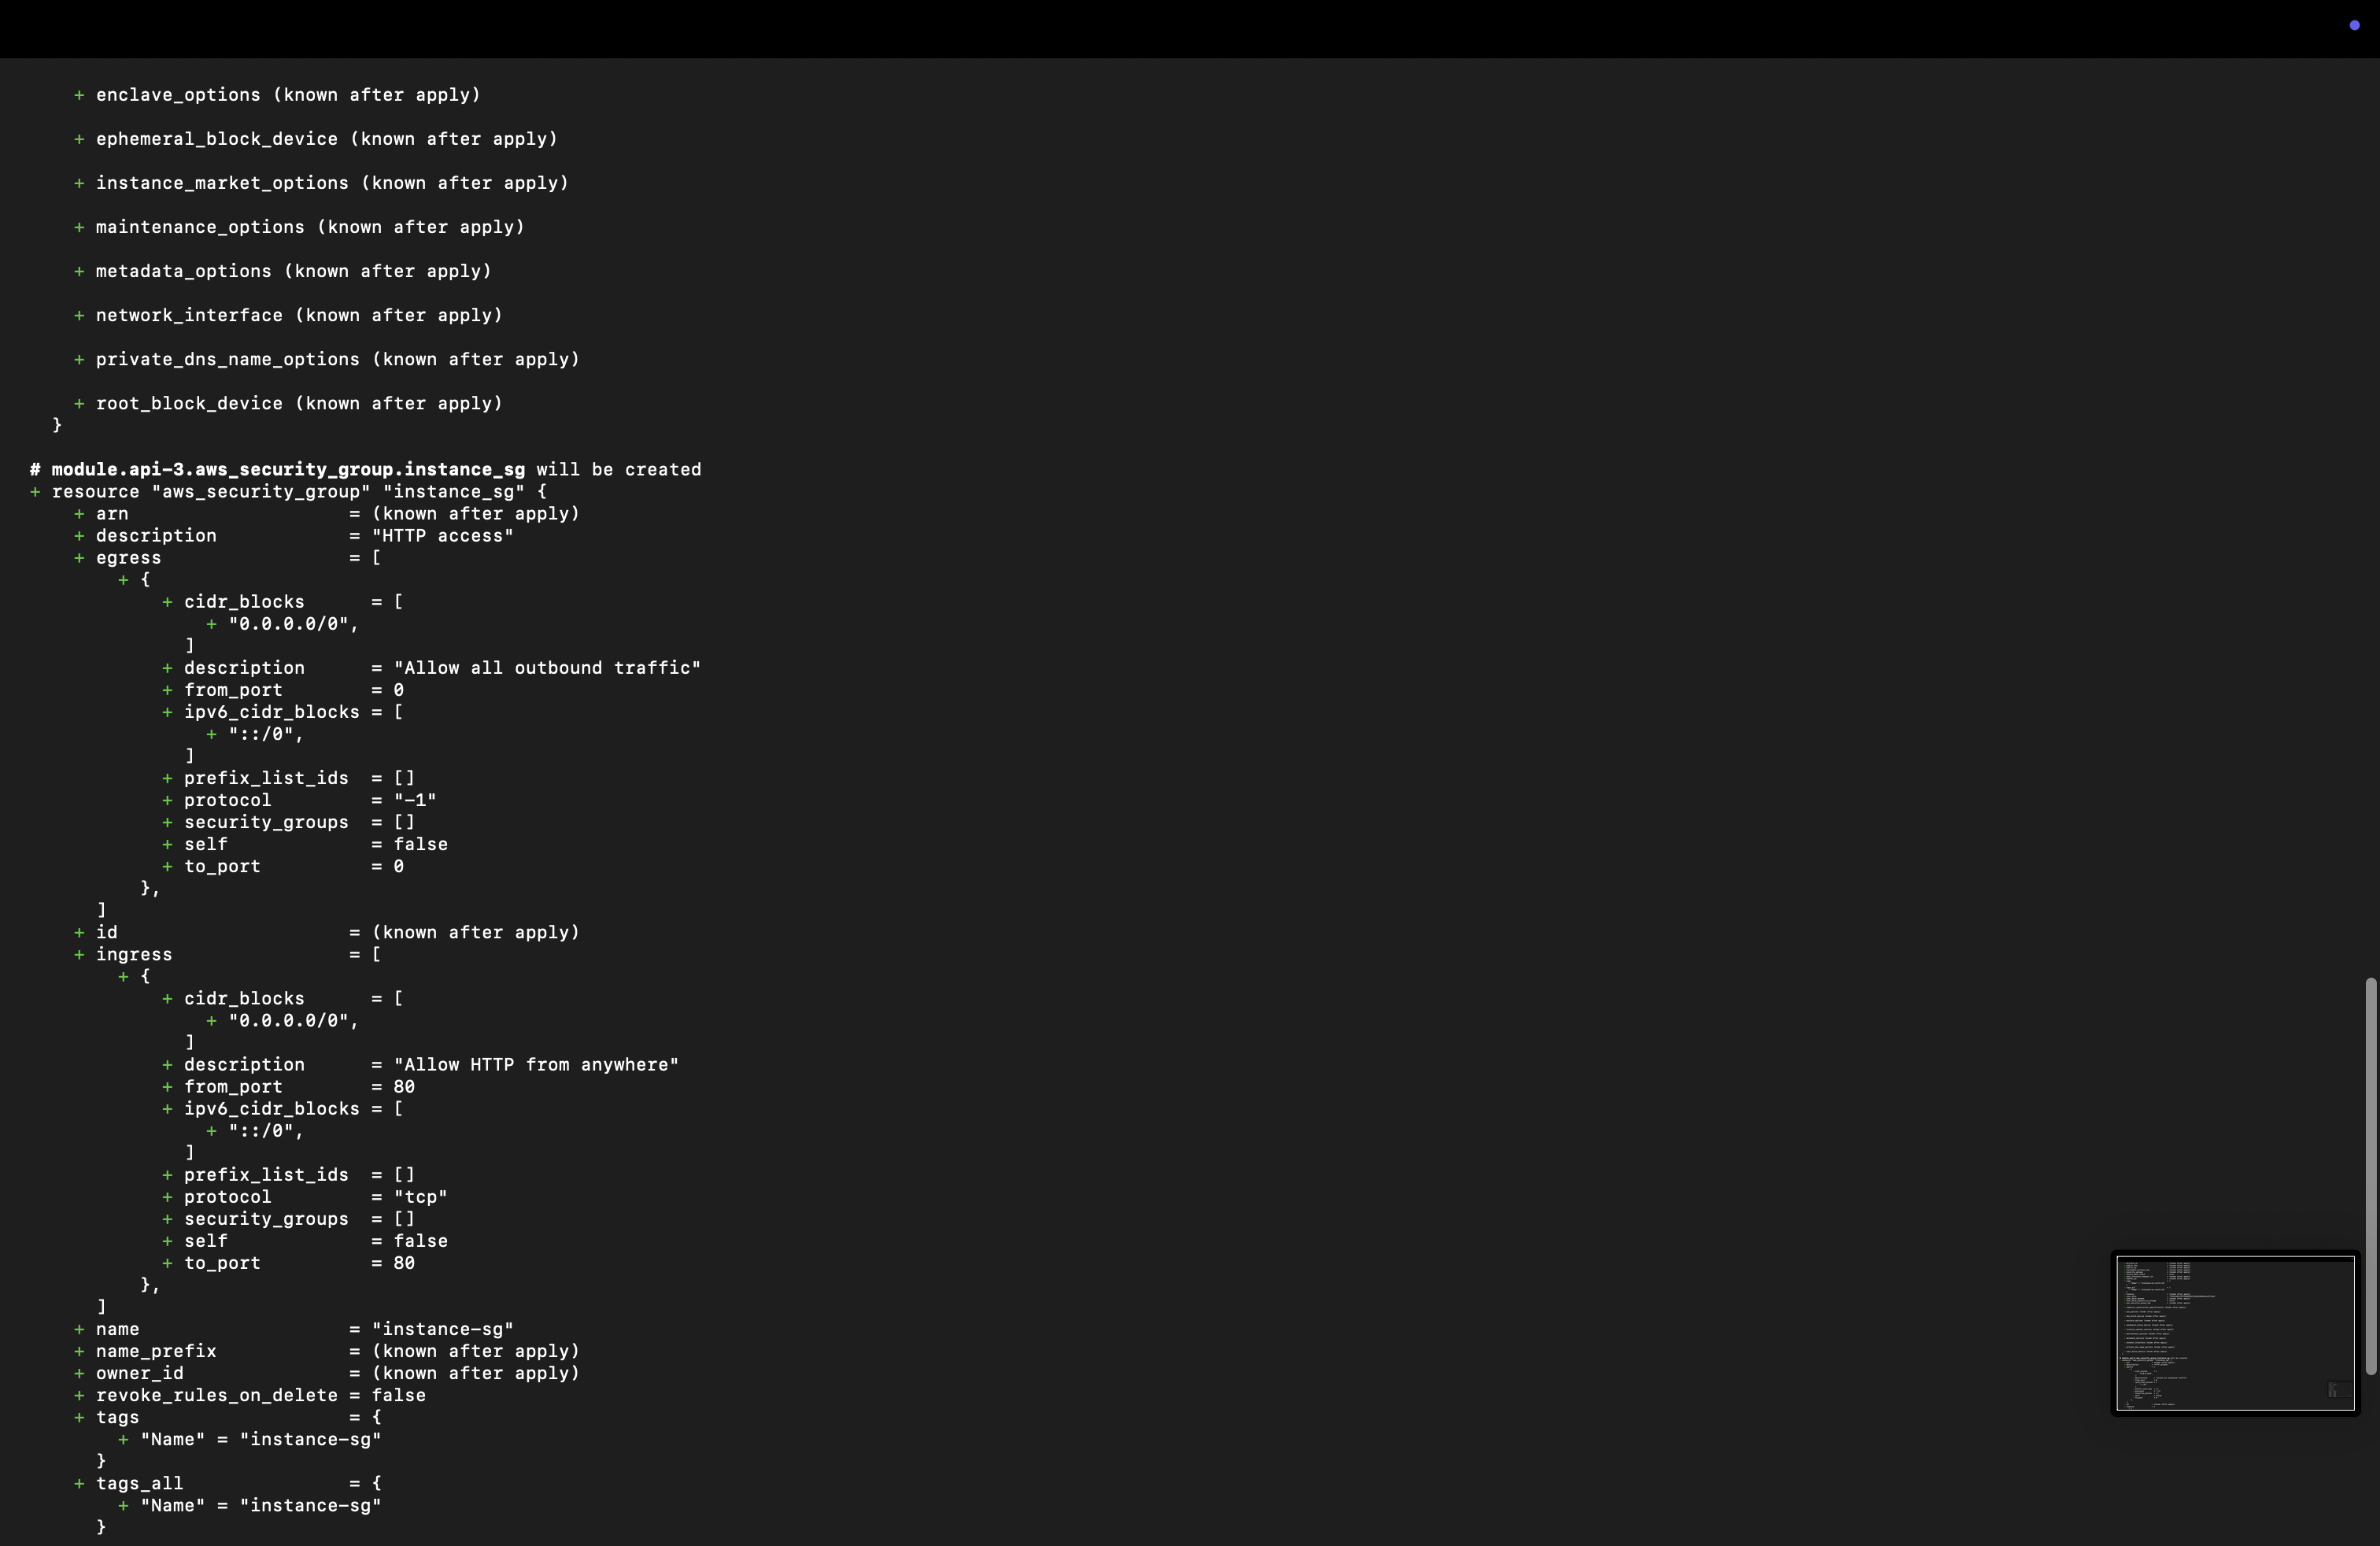 + enclave_options (known after apply)
+ ephemeral_block_device (known after apply)
+ instance_market_options (known after apply)
+ maintenance_options (known after apply)
+ metadata_options (known after apply)
+ network_interface (known after apply)
+ private_dns_name_options (known after apply)
+ root_block_device (known after apply)
}
# module.api-3.aws_security_group.instance_sg will be created
+ resource "aws_security_group" "instance_sg" {
+ arn = (known after apply)
+ description = "HTTP access"
+ egress = [
+ {
+ cidr_blocks = [
+ "0.0.0.0/0",
]
+ description = "Allow all outbound traffic"
+ from_port = 0
+ ipv6_cidr_blocks = [
+ "::/0",
]
+ prefix_list_ids = []
+ protocol = "-1"
+ security_groups = []
+ self = false
+ to_port = 0
},
]
+ id = (known after apply)
+ ingress = [
+ {
+ cidr_blocks = [
+ "0.0.0.0/0",
]
+ description = "Allow HTTP from anywhere"
+ from_port = 80
+ ipv6_cidr_blocks = [
+ "::/0",
]
+ prefix_list_ids = []
+ protocol = "tcp"
+ security_groups = []
+ self = false
+ to_port = 80
},
]
+ name = "instance-sg"
+ name_prefix = (known after apply)
+ owner_id = (known after apply)
+ revoke_rules_on_delete = false
+ tags = {
+ "Name" = "instance-sg"
}
+ tags_all = {
+ "Name" = "instance-sg"
}